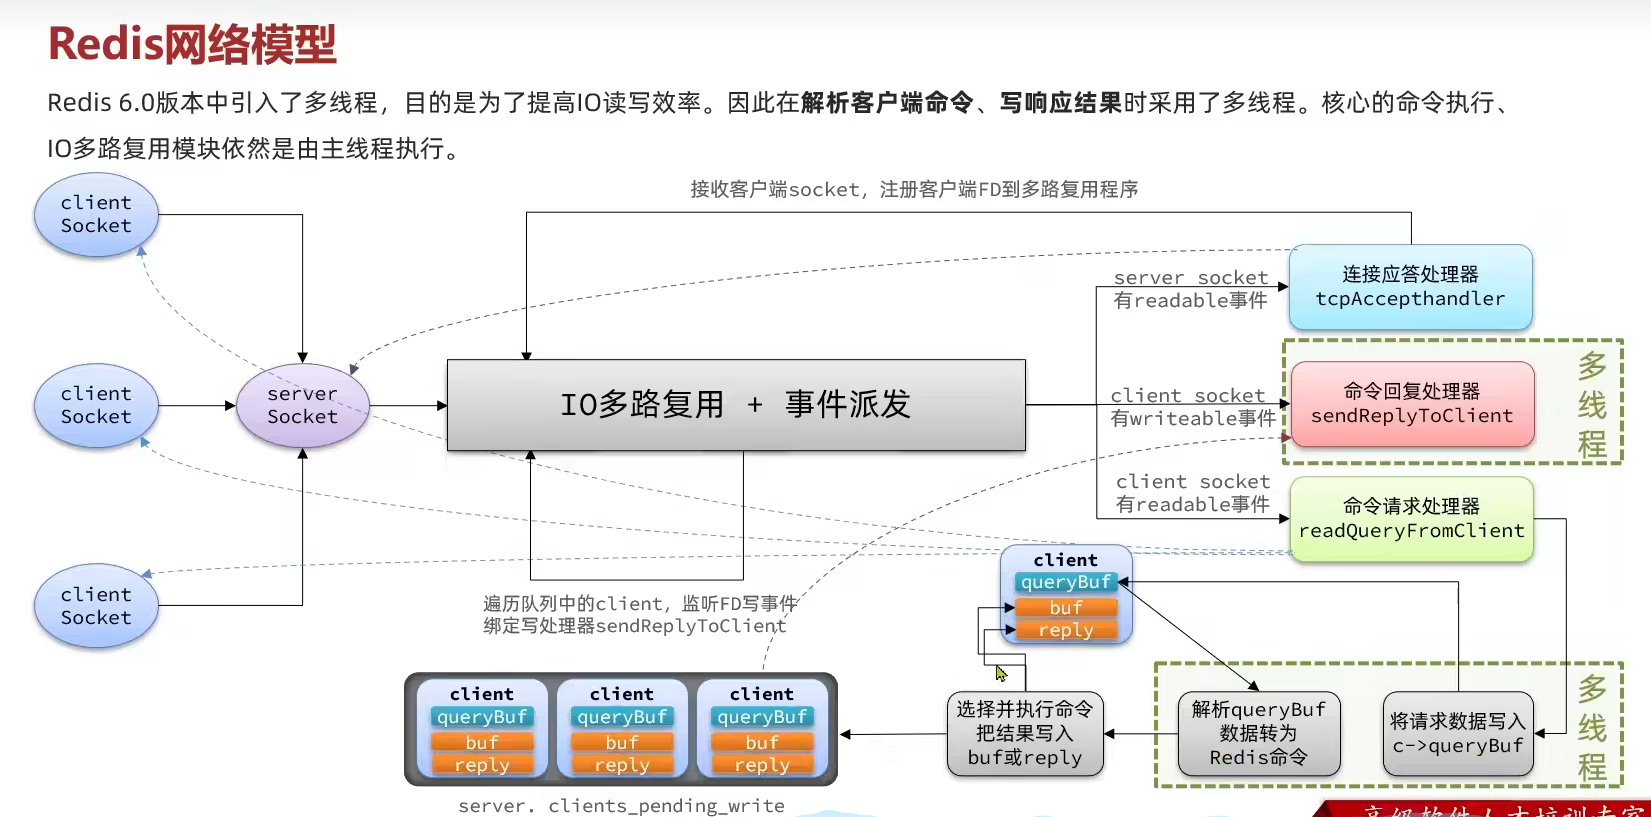 Redis网络模型
Redis 6.0版本中引入了多线程，目的是为了提高IO读写效率。因此在解析客户端命令、写响应结果时采用了多线程。核心的命令执行、
IO多路复用模块依然是由主线程执行。
接收客户端socket，注册客户端FD到多路复用程序
client
Socket
client
Socket
client
Socket
server
Socket
IO多路复用 + 事件派发
server socket
有readable事件
连接应答处理器
tcpAccepthandler
client socket
有writeable事件
命令回复处理器
sendReplyToClient
多
线
程
client socket
有readable事件
命令请求处理器
readQueryFromClient
client
queryBuf
buf
reply
遍历队列中的client，监听FD写事件
绑定写处理器sendReplyToClient
client
queryBuf
buf
reply
client
queryBuf
buf
reply
client
queryBuf
buf
reply
server. clients_pending_write
选择并执行命令
把结果写入
buf或reply
解析queryBuf
数据转为
Redis命令
将请求数据写入
c->queryBuf
多
线
程
高级软件人才培训专家